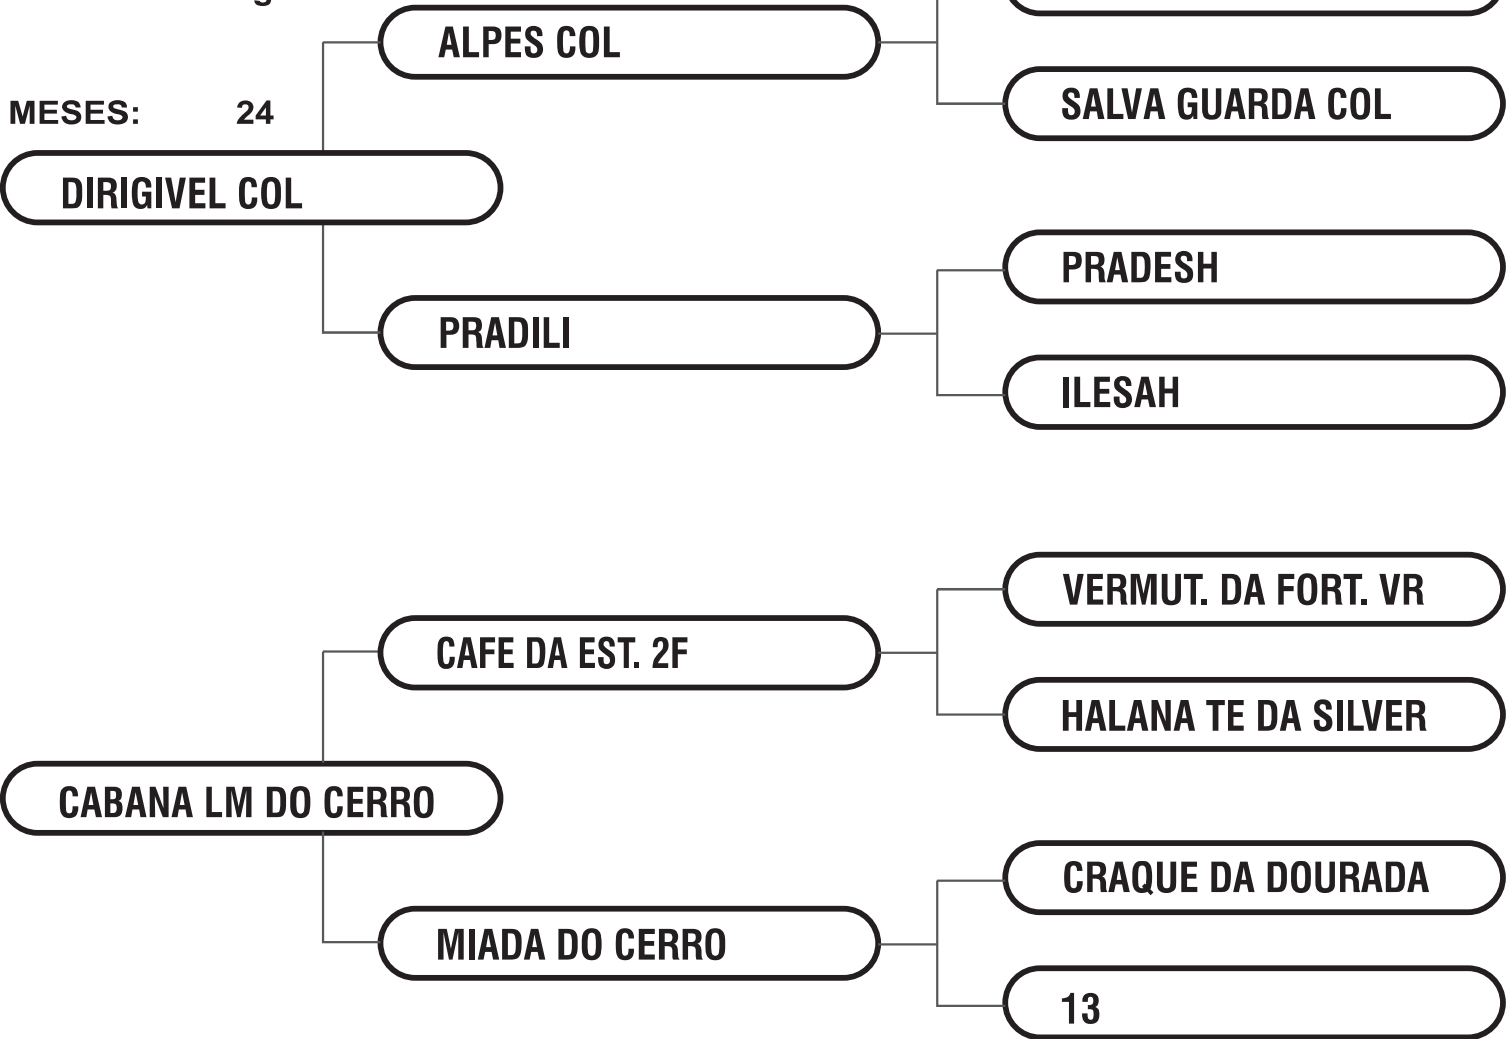 ALPES COL
SALVA GUARDA COL
MESES: 24
DIRIGIVEL COL
PRADESH
PRADILI
ILESAH
VERMUT. DA FORT. VR
CAFE DA EST. 2F
HALANA TE DA SILVER
CABANA LM DO CERRO
CRAQUE DA DOURADA
MIADA DO CERRO
13